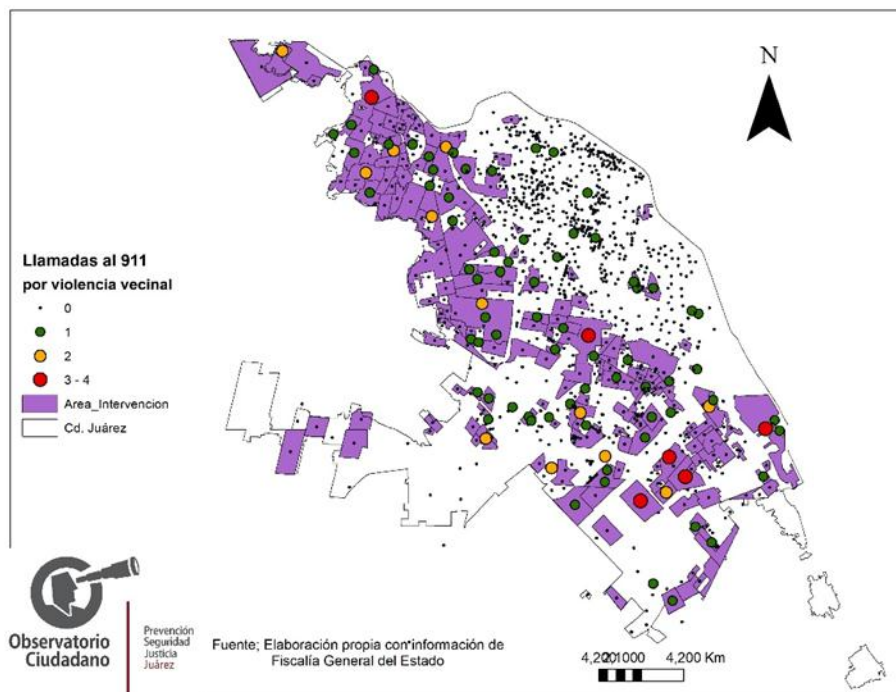 N
Llamadas al 911
por violencia vecinal
0
1
2
3 - 4
Area_Intervencion
Cd. Juárez
Observatorio
Ciudadano
Prevención
Seguridad
Justicia
Juárez
Fuente; Elaboración propia con información de
Fiscalía General del Estado
4,200 Km